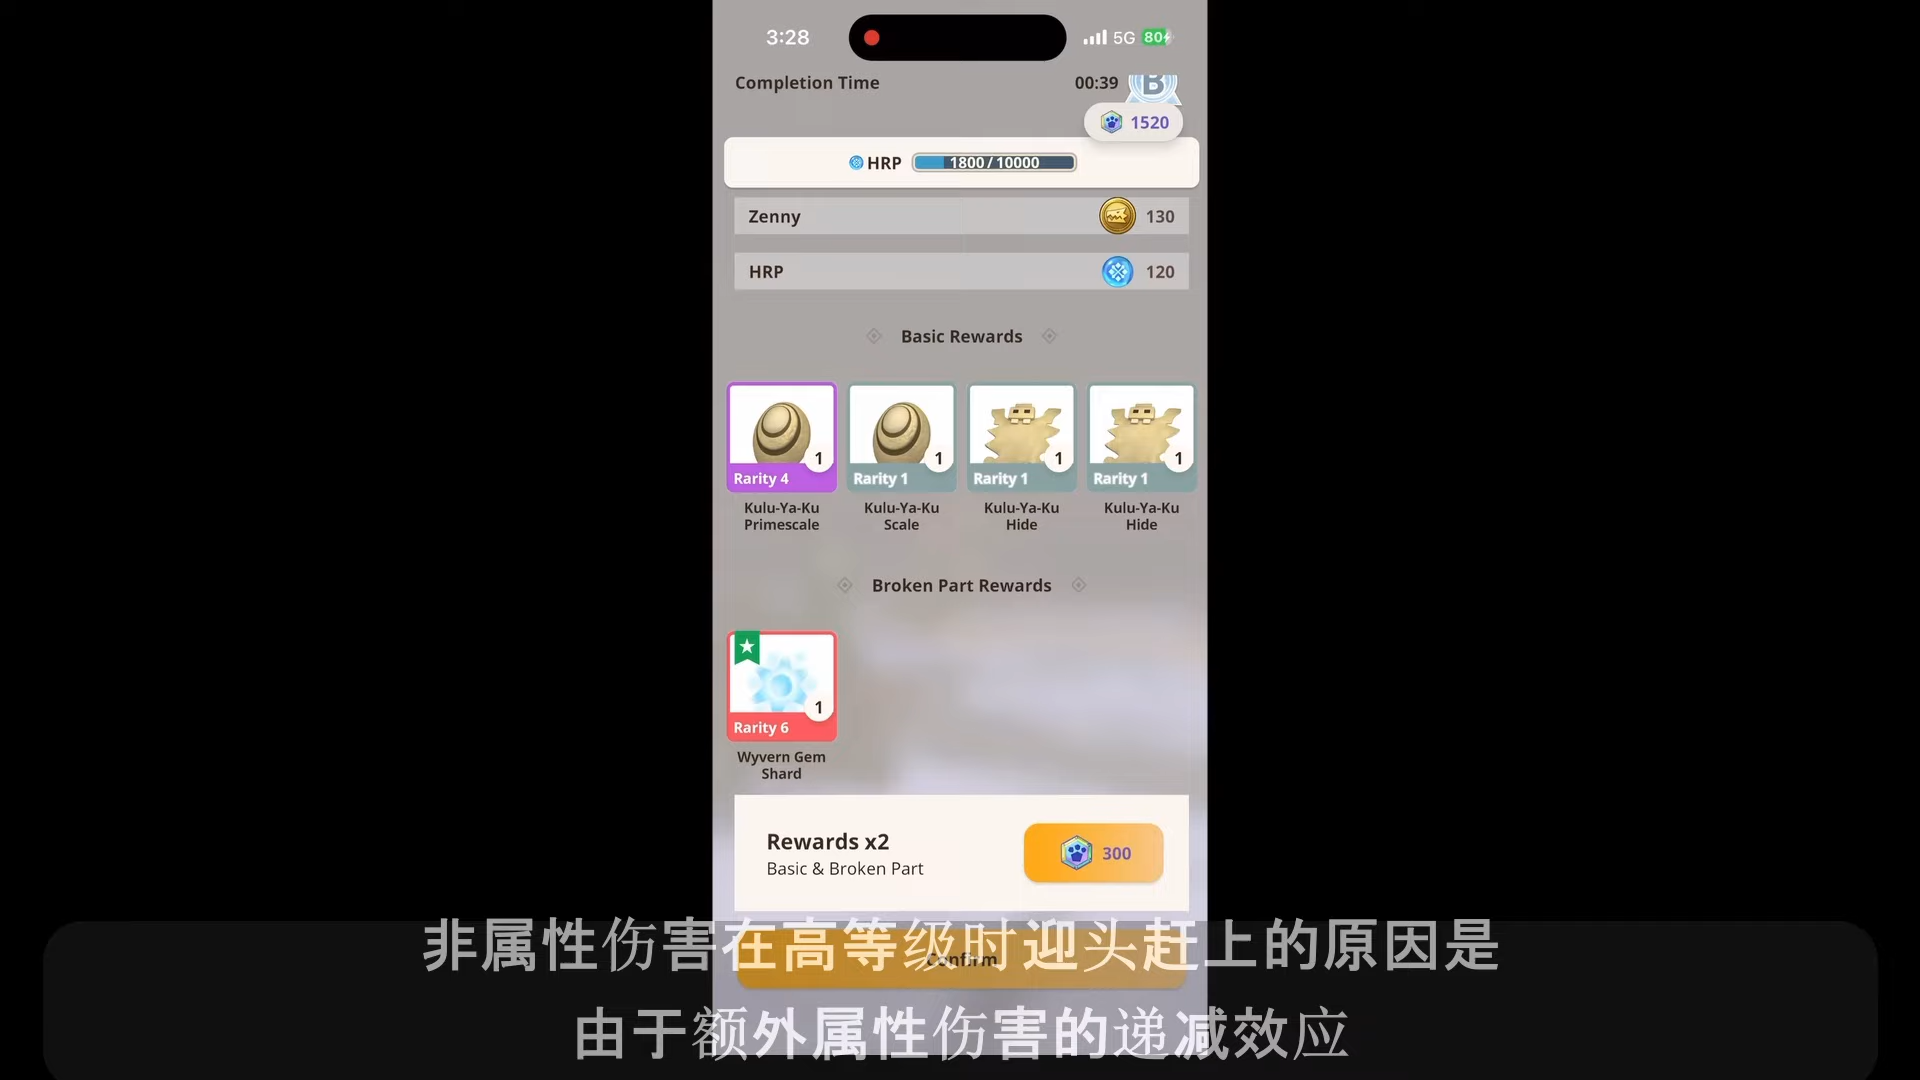 3:28
5G 80
Completion Time 00:39 B
1520
HRP 1800 / 10000
Zenny 130
HRP 120
Basic Rewards
1 1 1 1
Rarity 4 Rarity 1 Rarity 1 Rarity 1
Kulu-Ya-Ku Primescale
Kulu-Ya-Ku Scale
Kulu-Ya-Ku Hide
Kulu-Ya-Ku Hide
Broken Part Rewards
1
Rarity 6
Wyvern Gem
Shard
Rewards x2
Basic & Broken Part
300
Confirm
非属性伤害在高等级时迎头赶上的原因是
由于额外属性伤害的递减效应